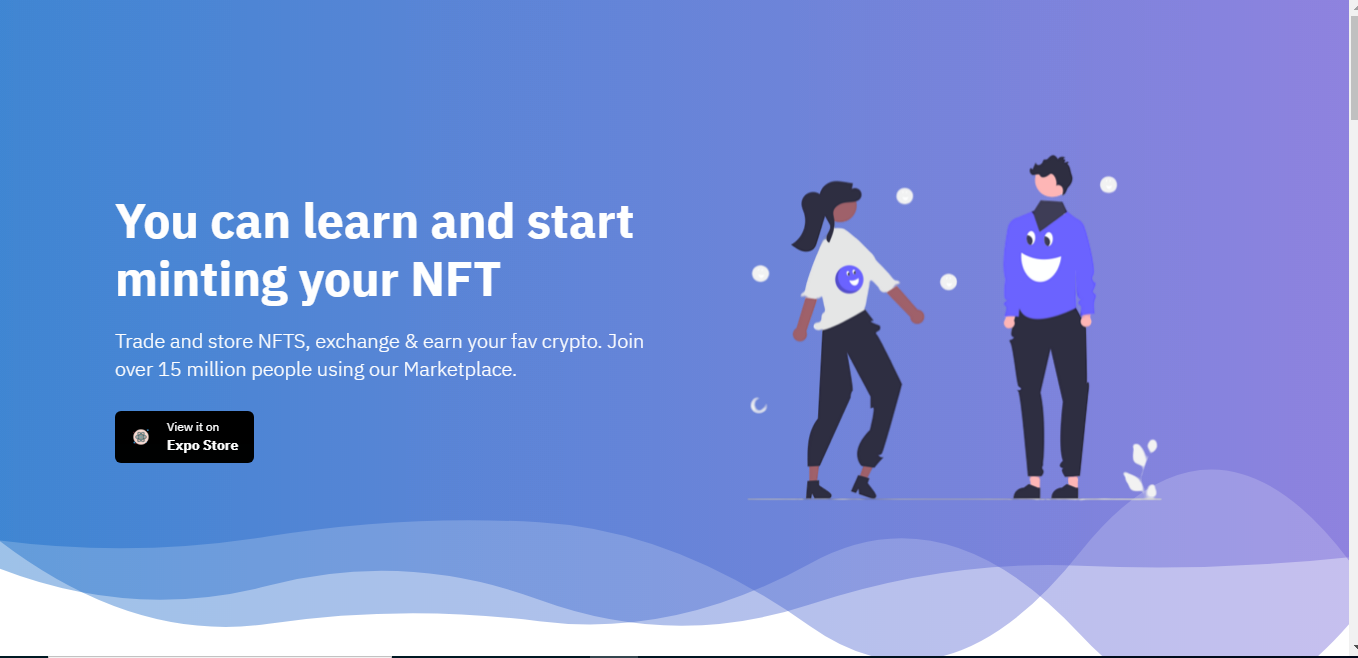 You can learn and start
minting your NFT
Trade and store NFTS, exchange & earn your fav crypto. Join
over 15 million people using our Marketplace.
View it on
Expo Store